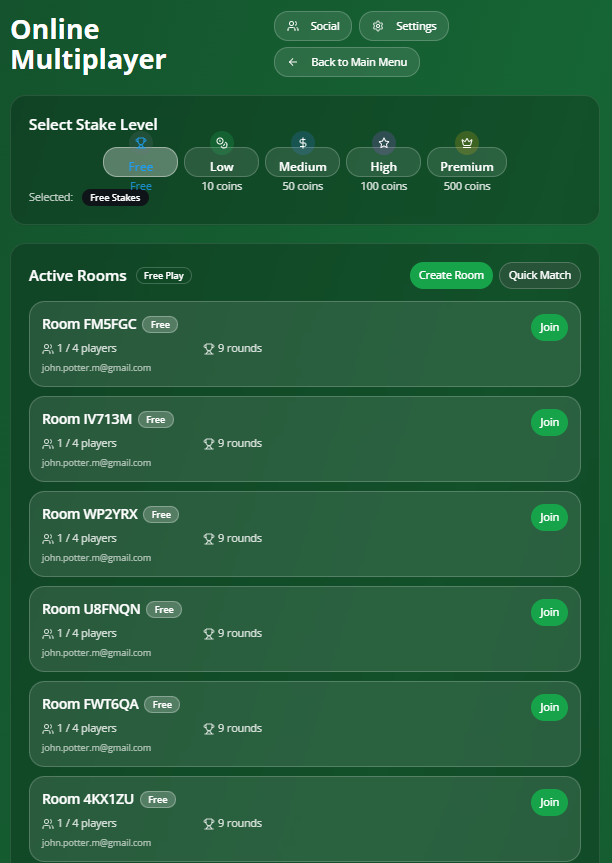 Online
Multiplayer
Social
Settings
Back to Main Menu
Select Stake Level
Free
Low
Medium
High
Premium
Free
10 coins
50 coins
100 coins
500 coins
Selected:
Free Stakes
Active Rooms
Free Play
Create Room
Quick Match
Room FM5FGC
Free
Join
1 / 4 players
9 rounds
john.potter.m@gmail.com
Room IV713M
Free
Join
1 / 4 players
9 rounds
john.potter.m@gmail.com
Room WP2YRX
Free
Join
1 / 4 players
9 rounds
john.potter.m@gmail.com
Room U8FNQN
Free
Join
1 / 4 players
9 rounds
john.potter.m@gmail.com
Room FWT6QA
Free
Join
1 / 4 players
9 rounds
john.potter.m@gmail.com
Room 4KX1ZU
Free
Join
1 / 4 players
9 rounds
john.potter.m@gmail.com